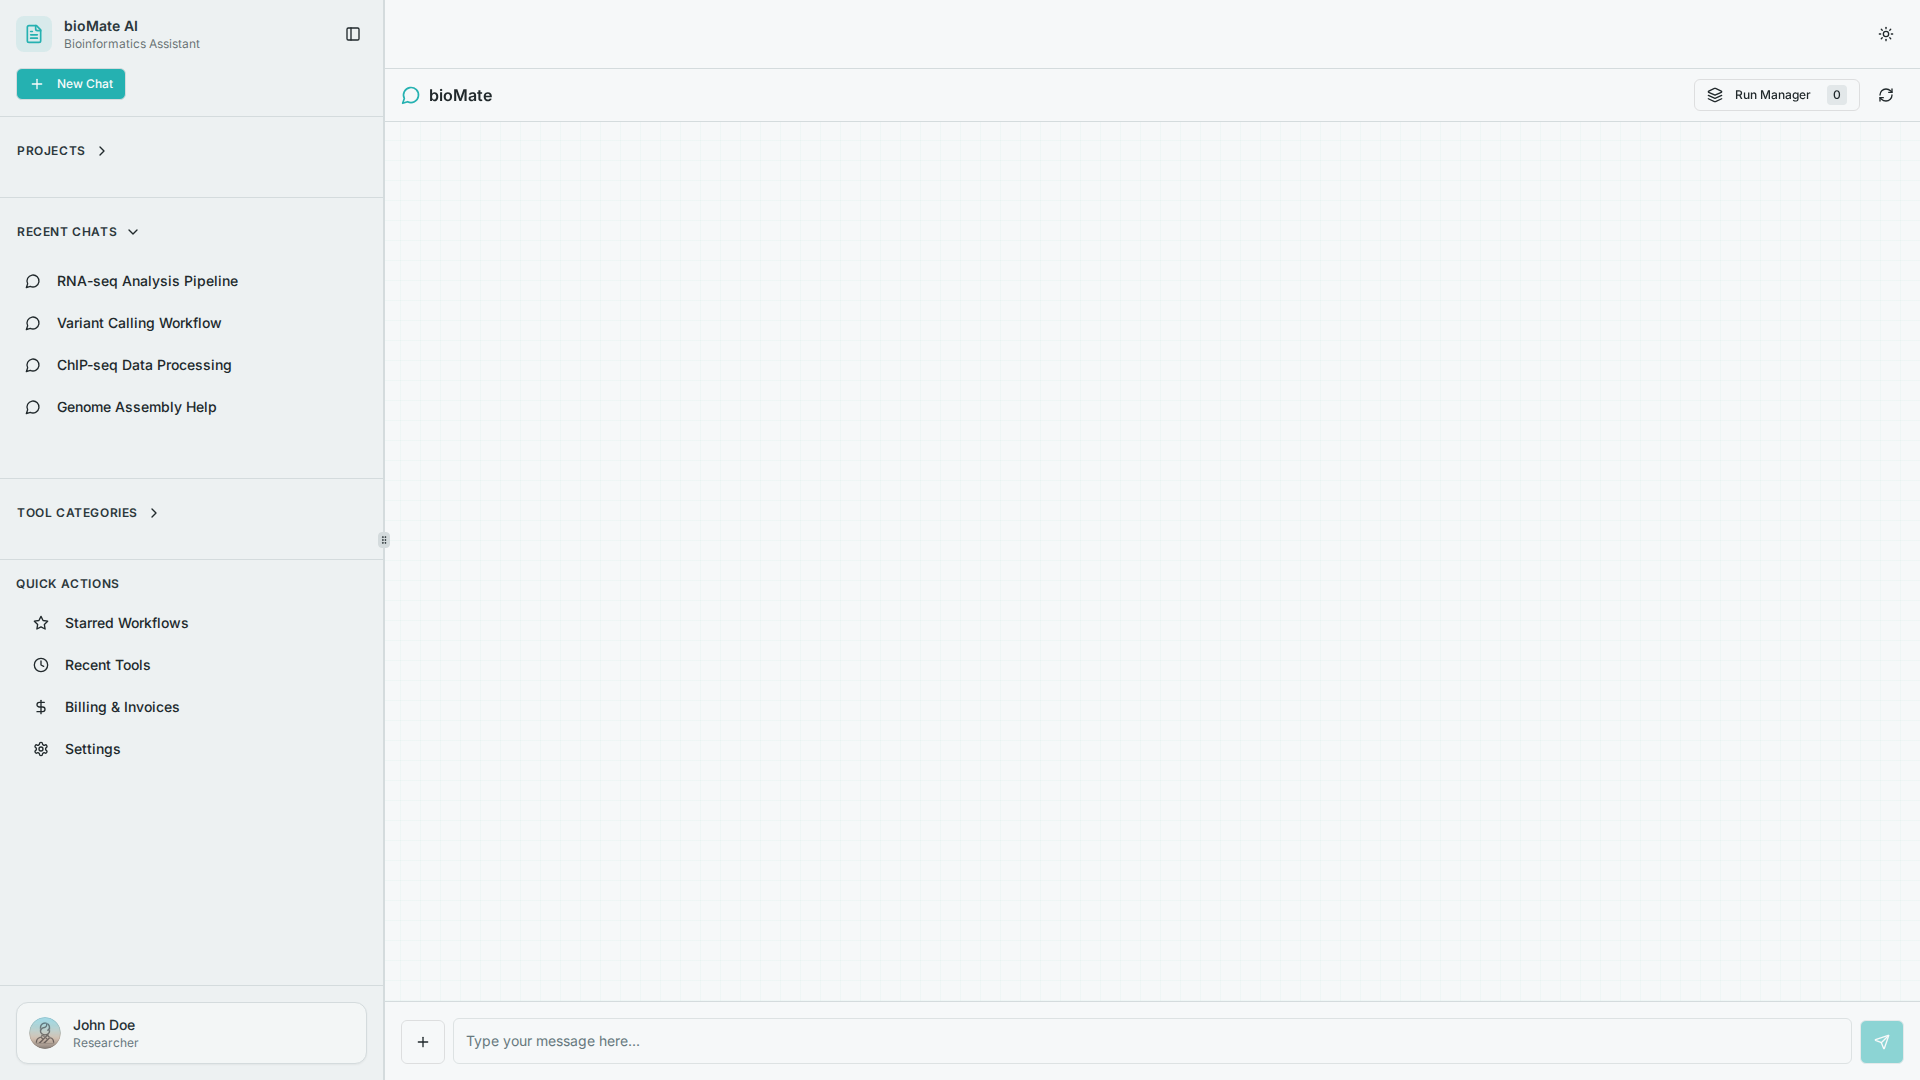 bioMate AI
Bioinformatics Assistant
New Chat
PROJECTS
RECENT CHATS
RNA-seq Analysis Pipeline
Variant Calling Workflow
ChIP-seq Data Processing
Genome Assembly Help
TOOL CATEGORIES
QUICK ACTIONS
Starred Workflows
Recent Tools
Billing & Invoices
Settings
John Doe
Researcher
bioMate
Run Manager 0
Type your message here...